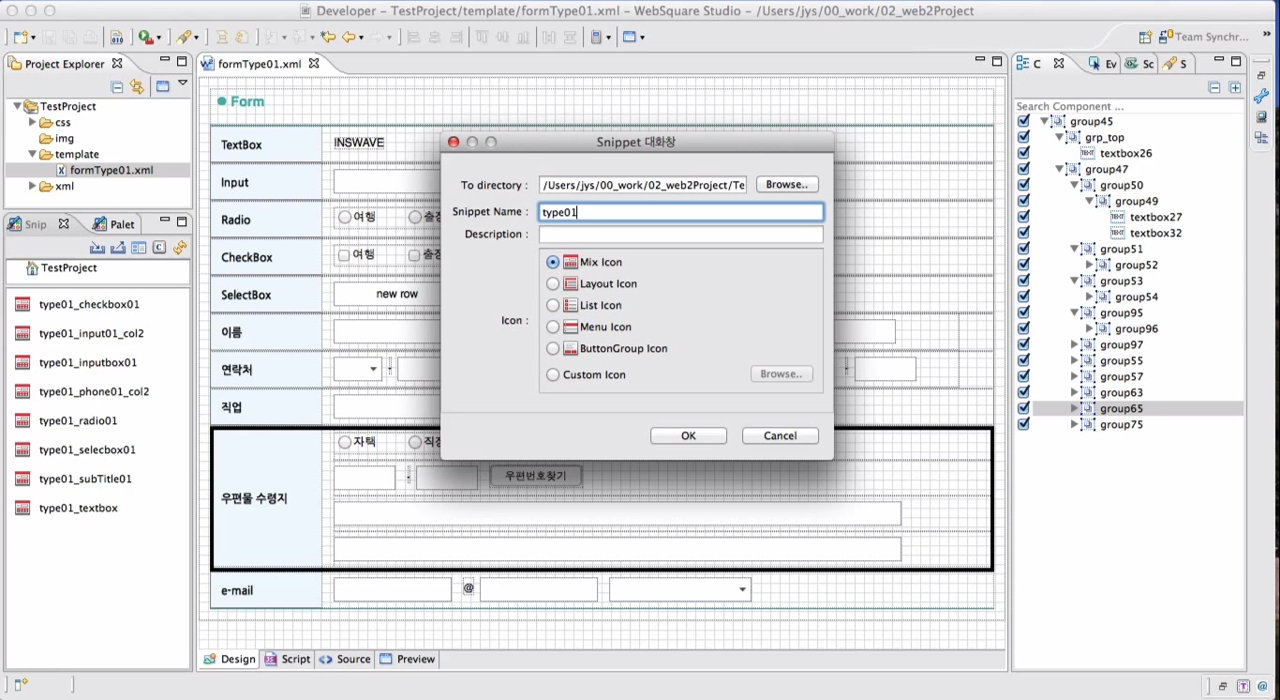 Developer - TestProject/template/formType01.xml - WebSquare Studio - /Users/jys/00_work/02_web2Project
Team Synchr...
Project Explorer
formType01.xml
C
Ev
Sc
S
TestProject
css
img
template
formType01.xml
xml
Snip
Palet
TestProject
type01_checkbox01
type01_input01_col2
type01_inputbox01
type01_phone01_col2
type01_radio01
type01_selecbox01
type01_subTitle01
type01_textbox
Form
TextBox
INSWAVE
Input
Radio
여행
CheckBox
여행
SelectBox
new row
이름
연락처
직업
우편물 수령지
자택
우편번호찾기
e-mail
@
Snippet 대화창
To directory :
/Users/jys/00_work/02_web2Project/Te
Browse..
Snippet Name :
type01
Description :
Icon :
Mix Icon
Layout Icon
List Icon
Menu Icon
ButtonGroup Icon
Custom Icon
Browse..
OK
Cancel
Design
Script
Source
Preview
Search Component ...
group45
grp_top
textbox26
group47
group50
group49
textbox27
textbox32
group51
group52
group53
group54
group95
group96
group97
group55
group57
group63
group65
group75